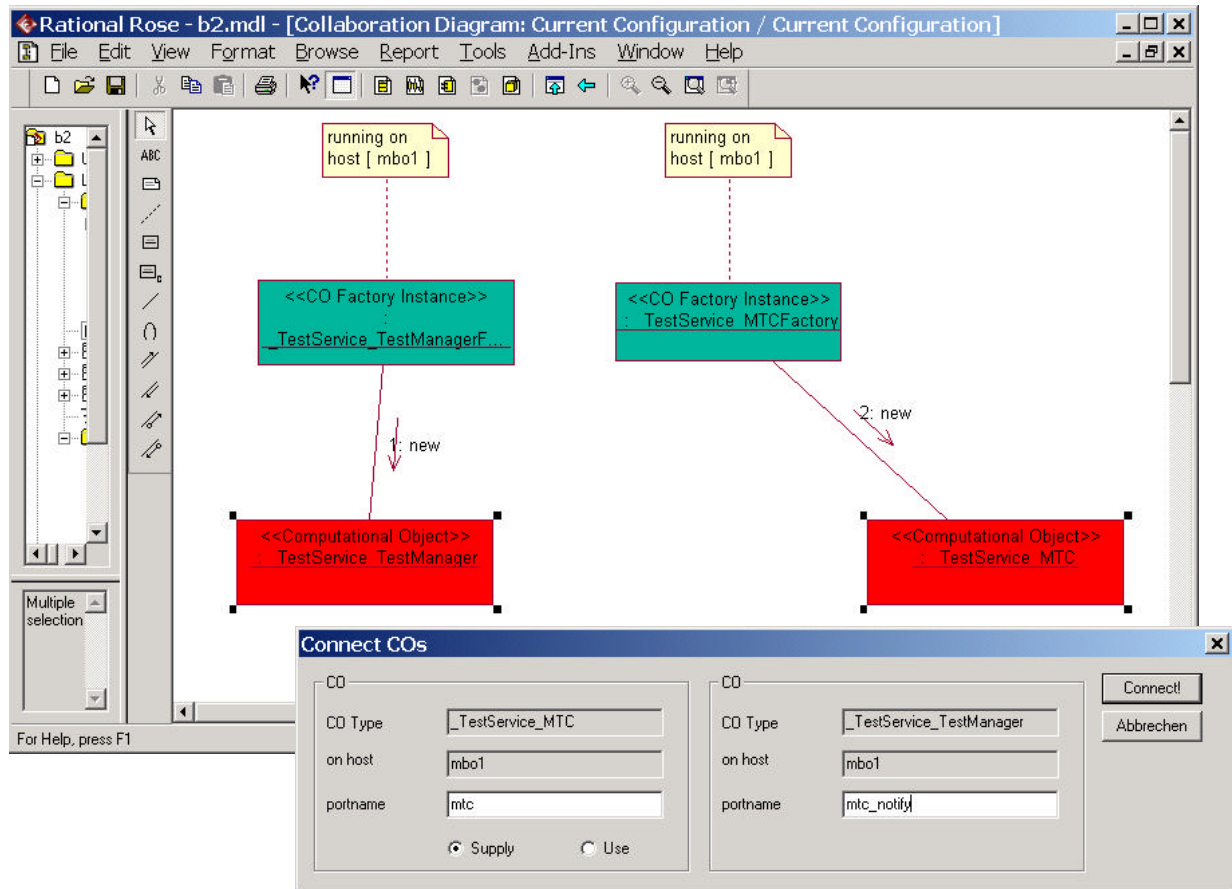 Rational Rose - b2.mdl - [Collaboration Diagram: Current Configuration / Current Configuration]
File Edit View Format Browse Report Tools Add-Ins Window Help
b2
ABC
running on
host [ mbo1 ]
running on
host [ mbo1 ]
<<CO Factory Instance>>
:
_TestService_TestManagerF...
<<CO Factory Instance>>
: _TestService_MTCFactory
1: new
2: new
<<Computational Object>>
: _TestService_TestManager
<<Computational Object>>
: _TestService_MTC
Multiple
selection
For Help, press F1
Connect COs
CO
CO Type _TestService_MTC
on host mbo1
portname mtc
Supply Use
CO
CO Type _TestService_TestManager
on host mbo1
portname mtc_notify
Connect!
Abbrechen